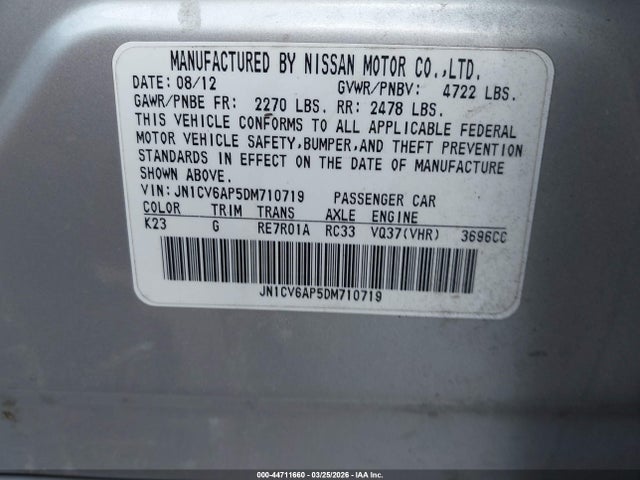 MANUFACTURED BY NISSAN MOTOR CO.,LTD.
DATE: 08/12 GVWR/PNBV: 4722 LBS.
GAWR/PNBE FR: 2270 LBS. RR: 2478 LBS.
THIS VEHICLE CONFORMS TO ALL APPLICABLE FEDERAL
MOTOR VEHICLE SAFETY,BUMPER,AND THEFT PREVENTION
STANDARDS IN EFFECT ON THE DATE OF MANUFACTURE
SHOWN ABOVE.
VIN: JN1CV6AP5DM710719 PASSENGER CAR
COLOR TRIM TRANS AXLE ENGINE
K23 G RE7R01A RC33 VQ37(VHR) 3696CC
JN1CV6AP5DM710719
000-44711660 | 03/25/2026 | IAA Inc.